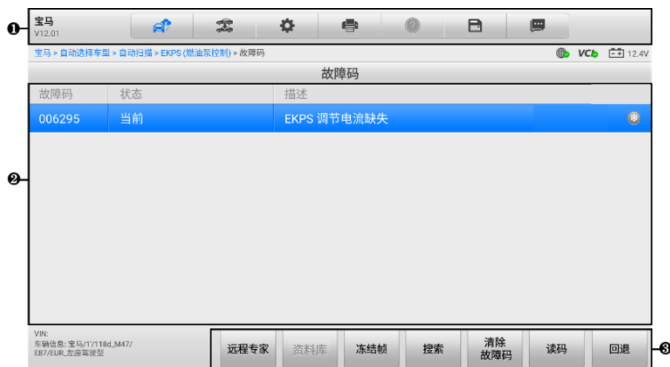 ❶
宝马
V12.01
宝马 > 自动选择车型 > 自动扫描 > EKPS (燃油泵控制) > 故障码
VCI 12.4V
故障码
故障码 状态 描述
006295 当前 EKPS 调节电流缺失
❷
VIN:
车辆信息: 宝马/1'/118d_M47/
E87/EUR_左座驾驶型
远程专家 资料库 冻结帧 搜索 清除
故障码 读码 回退
❸